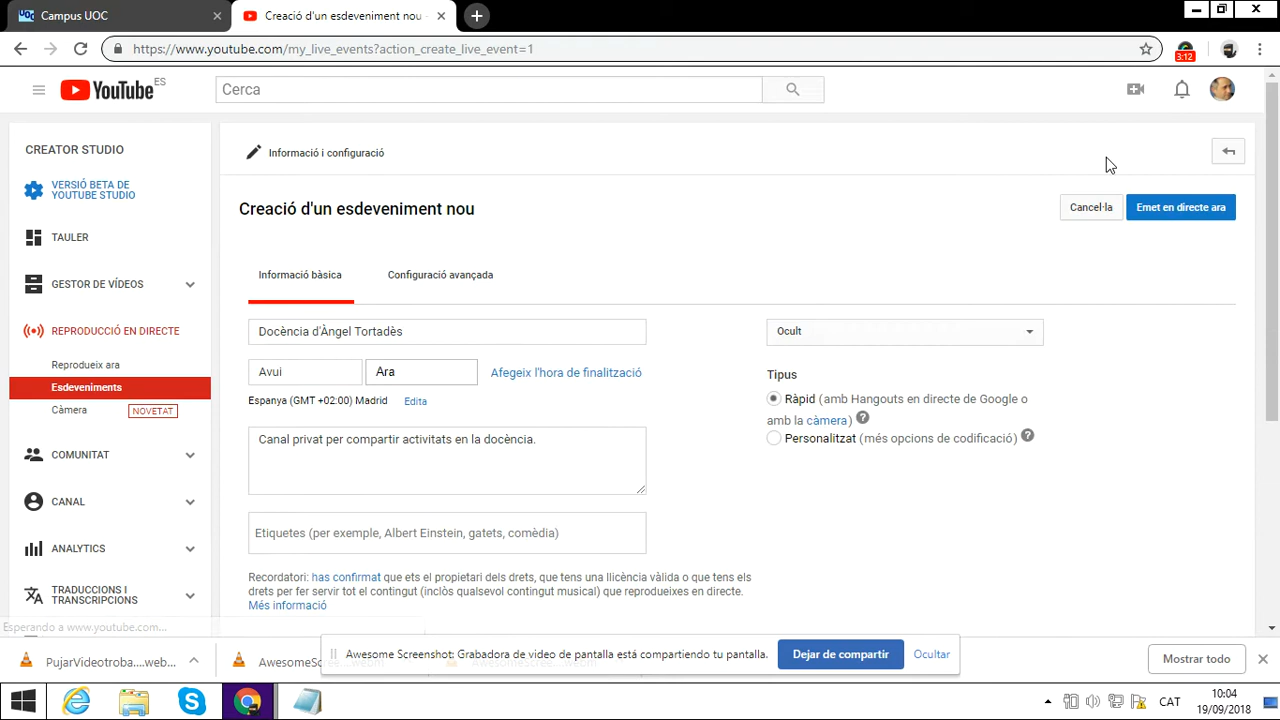 Campus UOC
Creació d'un esdeveniment nou -
https://www.youtube.com/my_live_events?action_create_live_event=1
3:12
YouTube ES
Cerca
CREATOR STUDIO
VERSIÓ BETA DE
YOUTUBE STUDIO
TAULER
GESTOR DE VÍDEOS
REPRODUCCIÓ EN DIRECTE
Reprodueix ara
Esdeveniments
Càmera NOVETAT
COMUNITAT
CANAL
ANALYTICS
TRADUCCIONS I
TRANSCRIPCIONS
Informació i configuració
Creació d'un esdeveniment nou
Cancel·la Emet en directe ara
Informació bàsica Configuració avançada
Docència d'Àngel Tortadès
Avui Ara Afegeix l'hora de finalització
Espanya (GMT +02:00) Madrid Edita
Canal privat per compartir activitats en la docència.
Etiquetes (per exemple, Albert Einstein, gatets, comèdia)
Recordatori: has confirmat que ets el propietari dels drets, que tens una llicència vàlida o que tens els
drets per fer servir tot el contingut (inclòs qualsevol contingut musical) que reprodueixes en directe.
Més informació
Ocult
Tipus
Ràpid (amb Hangouts en directe de Google o
amb la càmera) ?
Personalitzat (més opcions de codificació) ?
Esperando a www.youtube.com...
Awesome Screenshot: Grabadora de video de pantalla está compartiendo tu pantalla. Dejar de compartir Ocultar
PujarVideotroba....web... Mostrar todo
CAT
10:04
19/09/2018